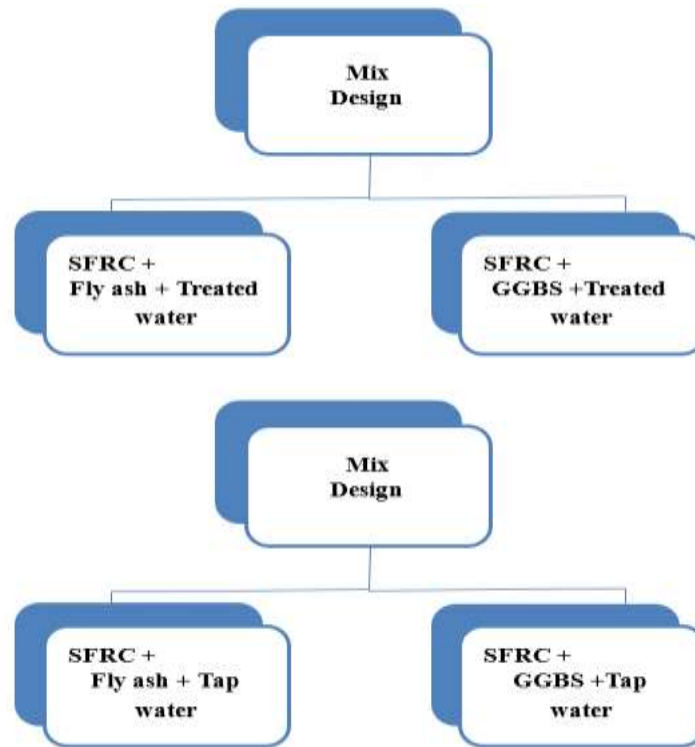 Mix
Design
SFRC +
Fly ash + Treated
water
SFRC +
GGBS +Treated
water
Mix
Design
SFRC +
Fly ash + Tap
water
SFRC +
GGBS +Tap
water